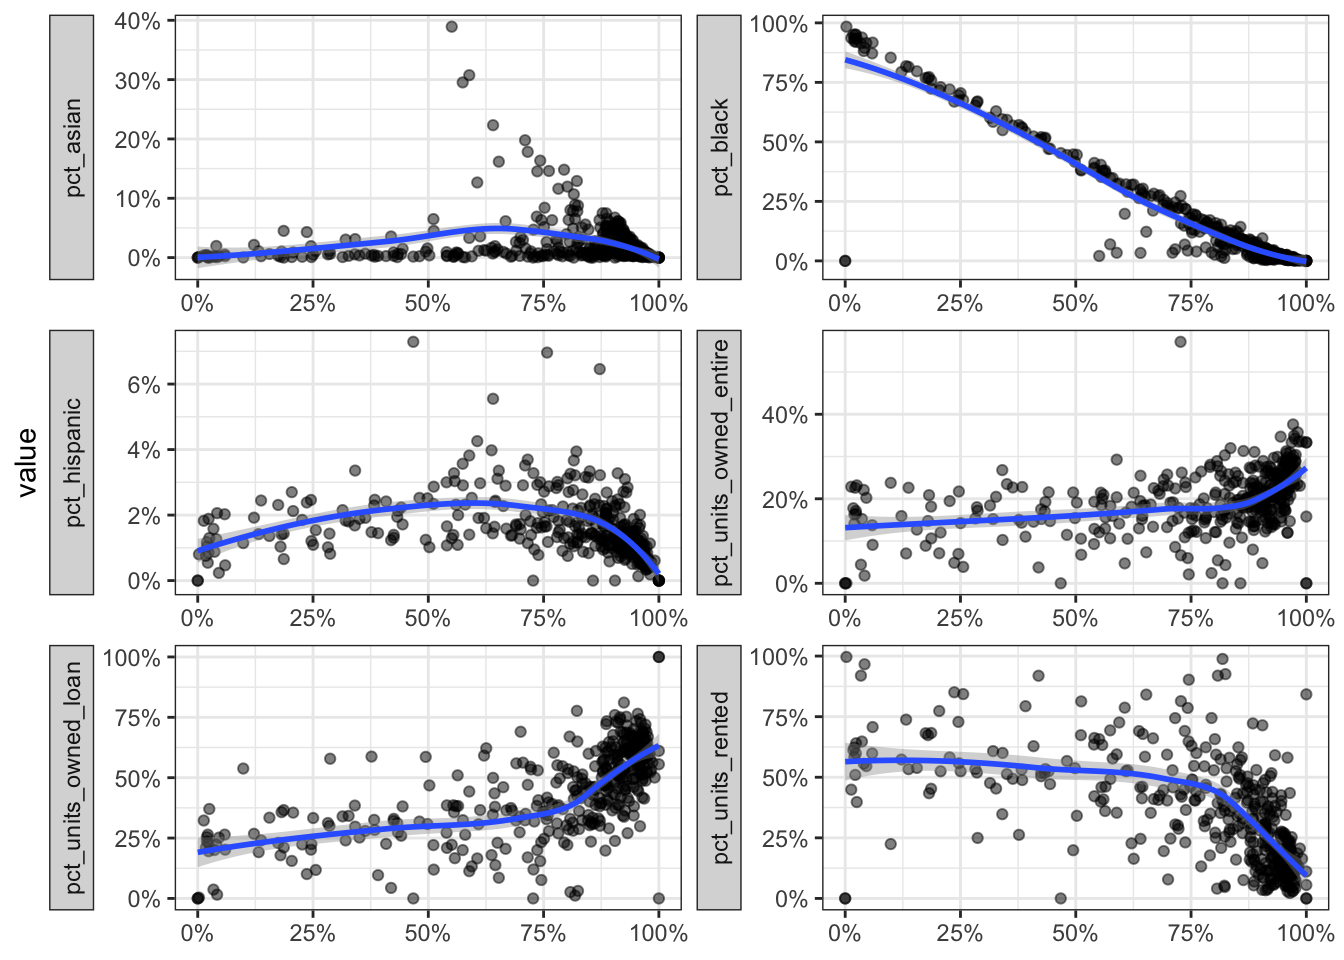 value
pct_asian
40%
30%
20%
10%
0%
0% 25% 50% 75% 100%
pct_black
100%
75%
50%
25%
0%
0% 25% 50% 75% 100%
pct_hispanic
6%
4%
2%
0%
0% 25% 50% 75% 100%
pct_units_owned_entire
40%
20%
0%
0% 25% 50% 75% 100%
pct_units_owned_loan
100%
75%
50%
25%
0%
0% 25% 50% 75% 100%
pct_units_rented
100%
75%
50%
25%
0%
0% 25% 50% 75% 100%